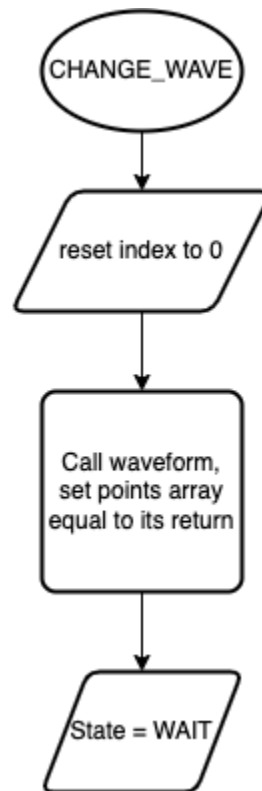 CHANGE_WAVE
reset index to 0
Call waveform,
set points array
equal to its return
State = WAIT